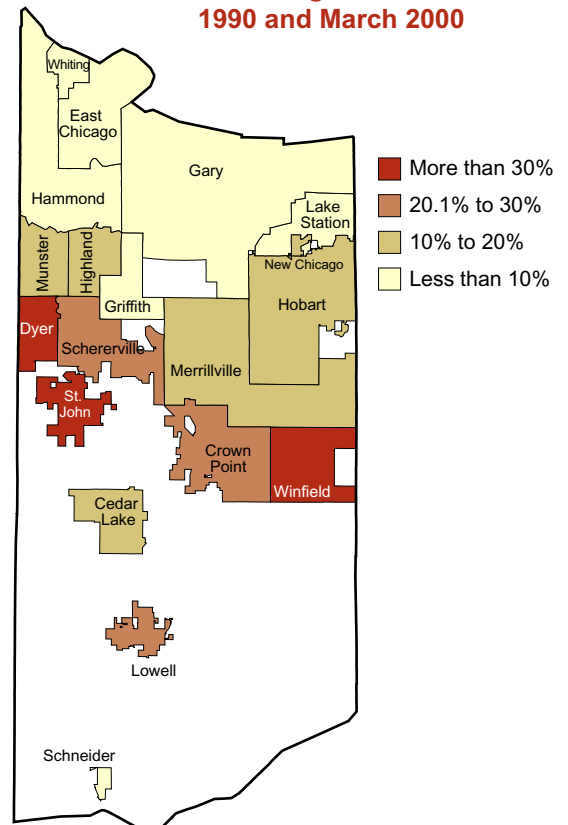 1990 and March 2000
Whiting
East
Chicago
Gary
Hammond
Lake
Station
New Chicago
Munster
Highland
Griffith
Hobart
Dyer
Schererville
Merrillville
St.
John
Crown
Point
Winfield
Cedar
Lake
Lowell
Schneider
More than 30%
20.1% to 30%
10% to 20%
Less than 10%